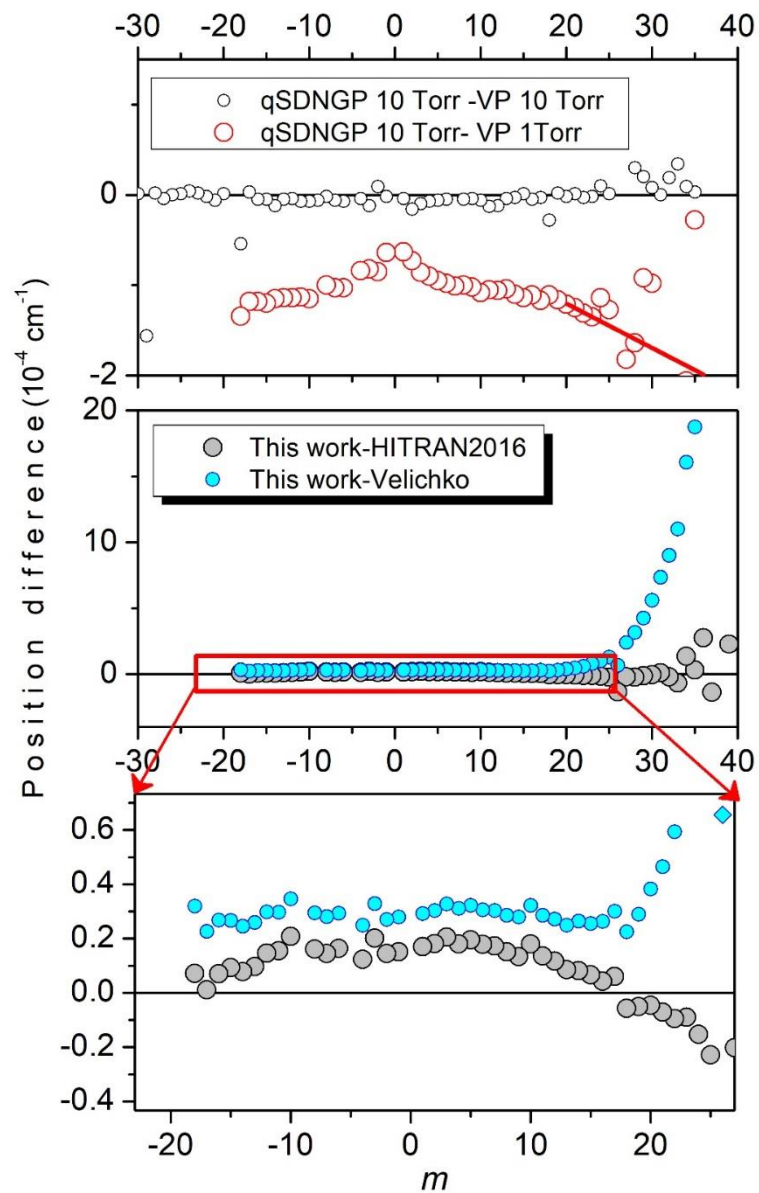 -30 -20 -10 0 10 20 30 40
qSDNGP 10 Torr -VP 10 Torr
qSDNGP 10 Torr- VP 1Torr
0
-2
Position difference (10⁻⁴ cm⁻¹)
20
This work-HITRAN2016
This work-Velichko
10
0
-30 -20 -10 0 10 20 30 40
0.6
0.4
0.2
0.0
-0.2
-0.4
-20 -10 0 10 20
m